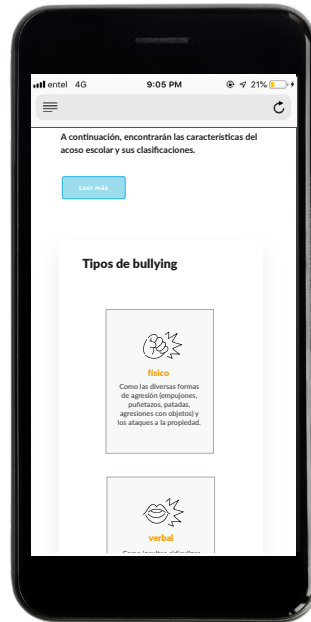 entel 4G 9:05 PM 21%
A continuación, encontrarán las características del
acoso escolar y sus clasificaciones.
Leer más
Tipos de bullying
físico
Como las diversas formas
de agresión (empujones,
puñetazos, patadas,
agresiones con objetos) y
los ataques a la propiedad.
verbal